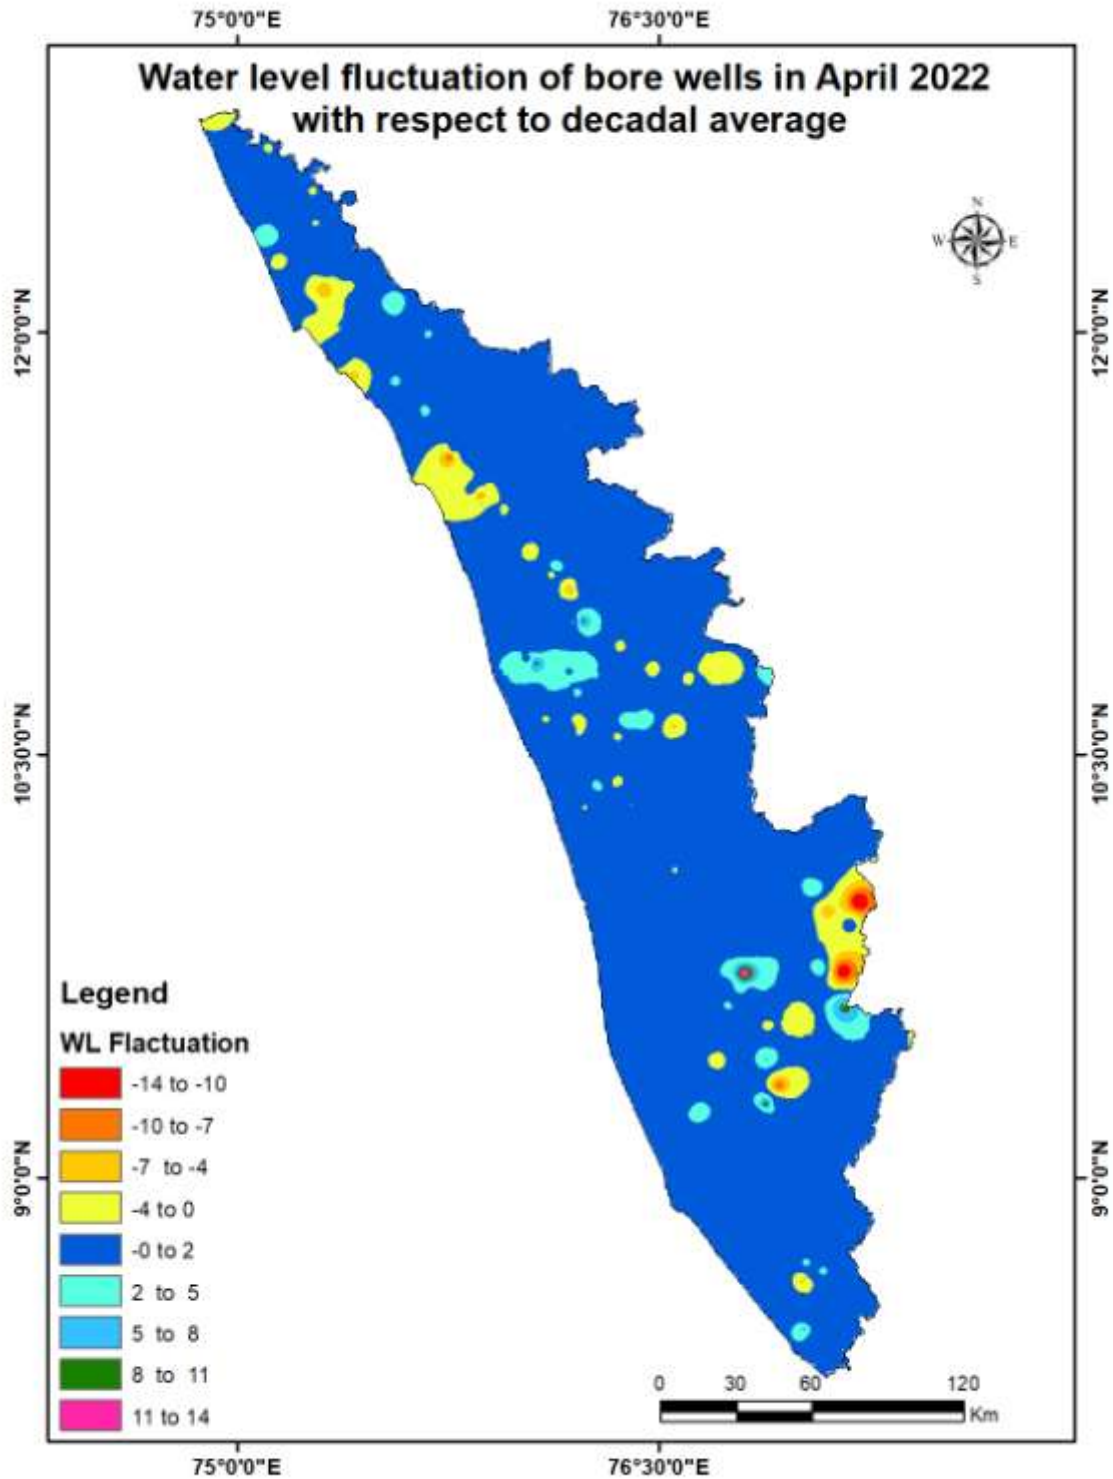 75°0'0"E 76°30'0"E
Water level fluctuation of bore wells in April 2022
with respect to decadal average
N
W E
S
12°0'0"N 12°0'0"N
10°30'0"N 10°30'0"N
9°0'0"N 9°0'0"N
Legend
WL Flactuation
-14 to -10
-10 to -7
-7 to -4
-4 to 0
-0 to 2
2 to 5
5 to 8
8 to 11
11 to 14
0 30 60 120
Km
75°0'0"E 76°30'0"E